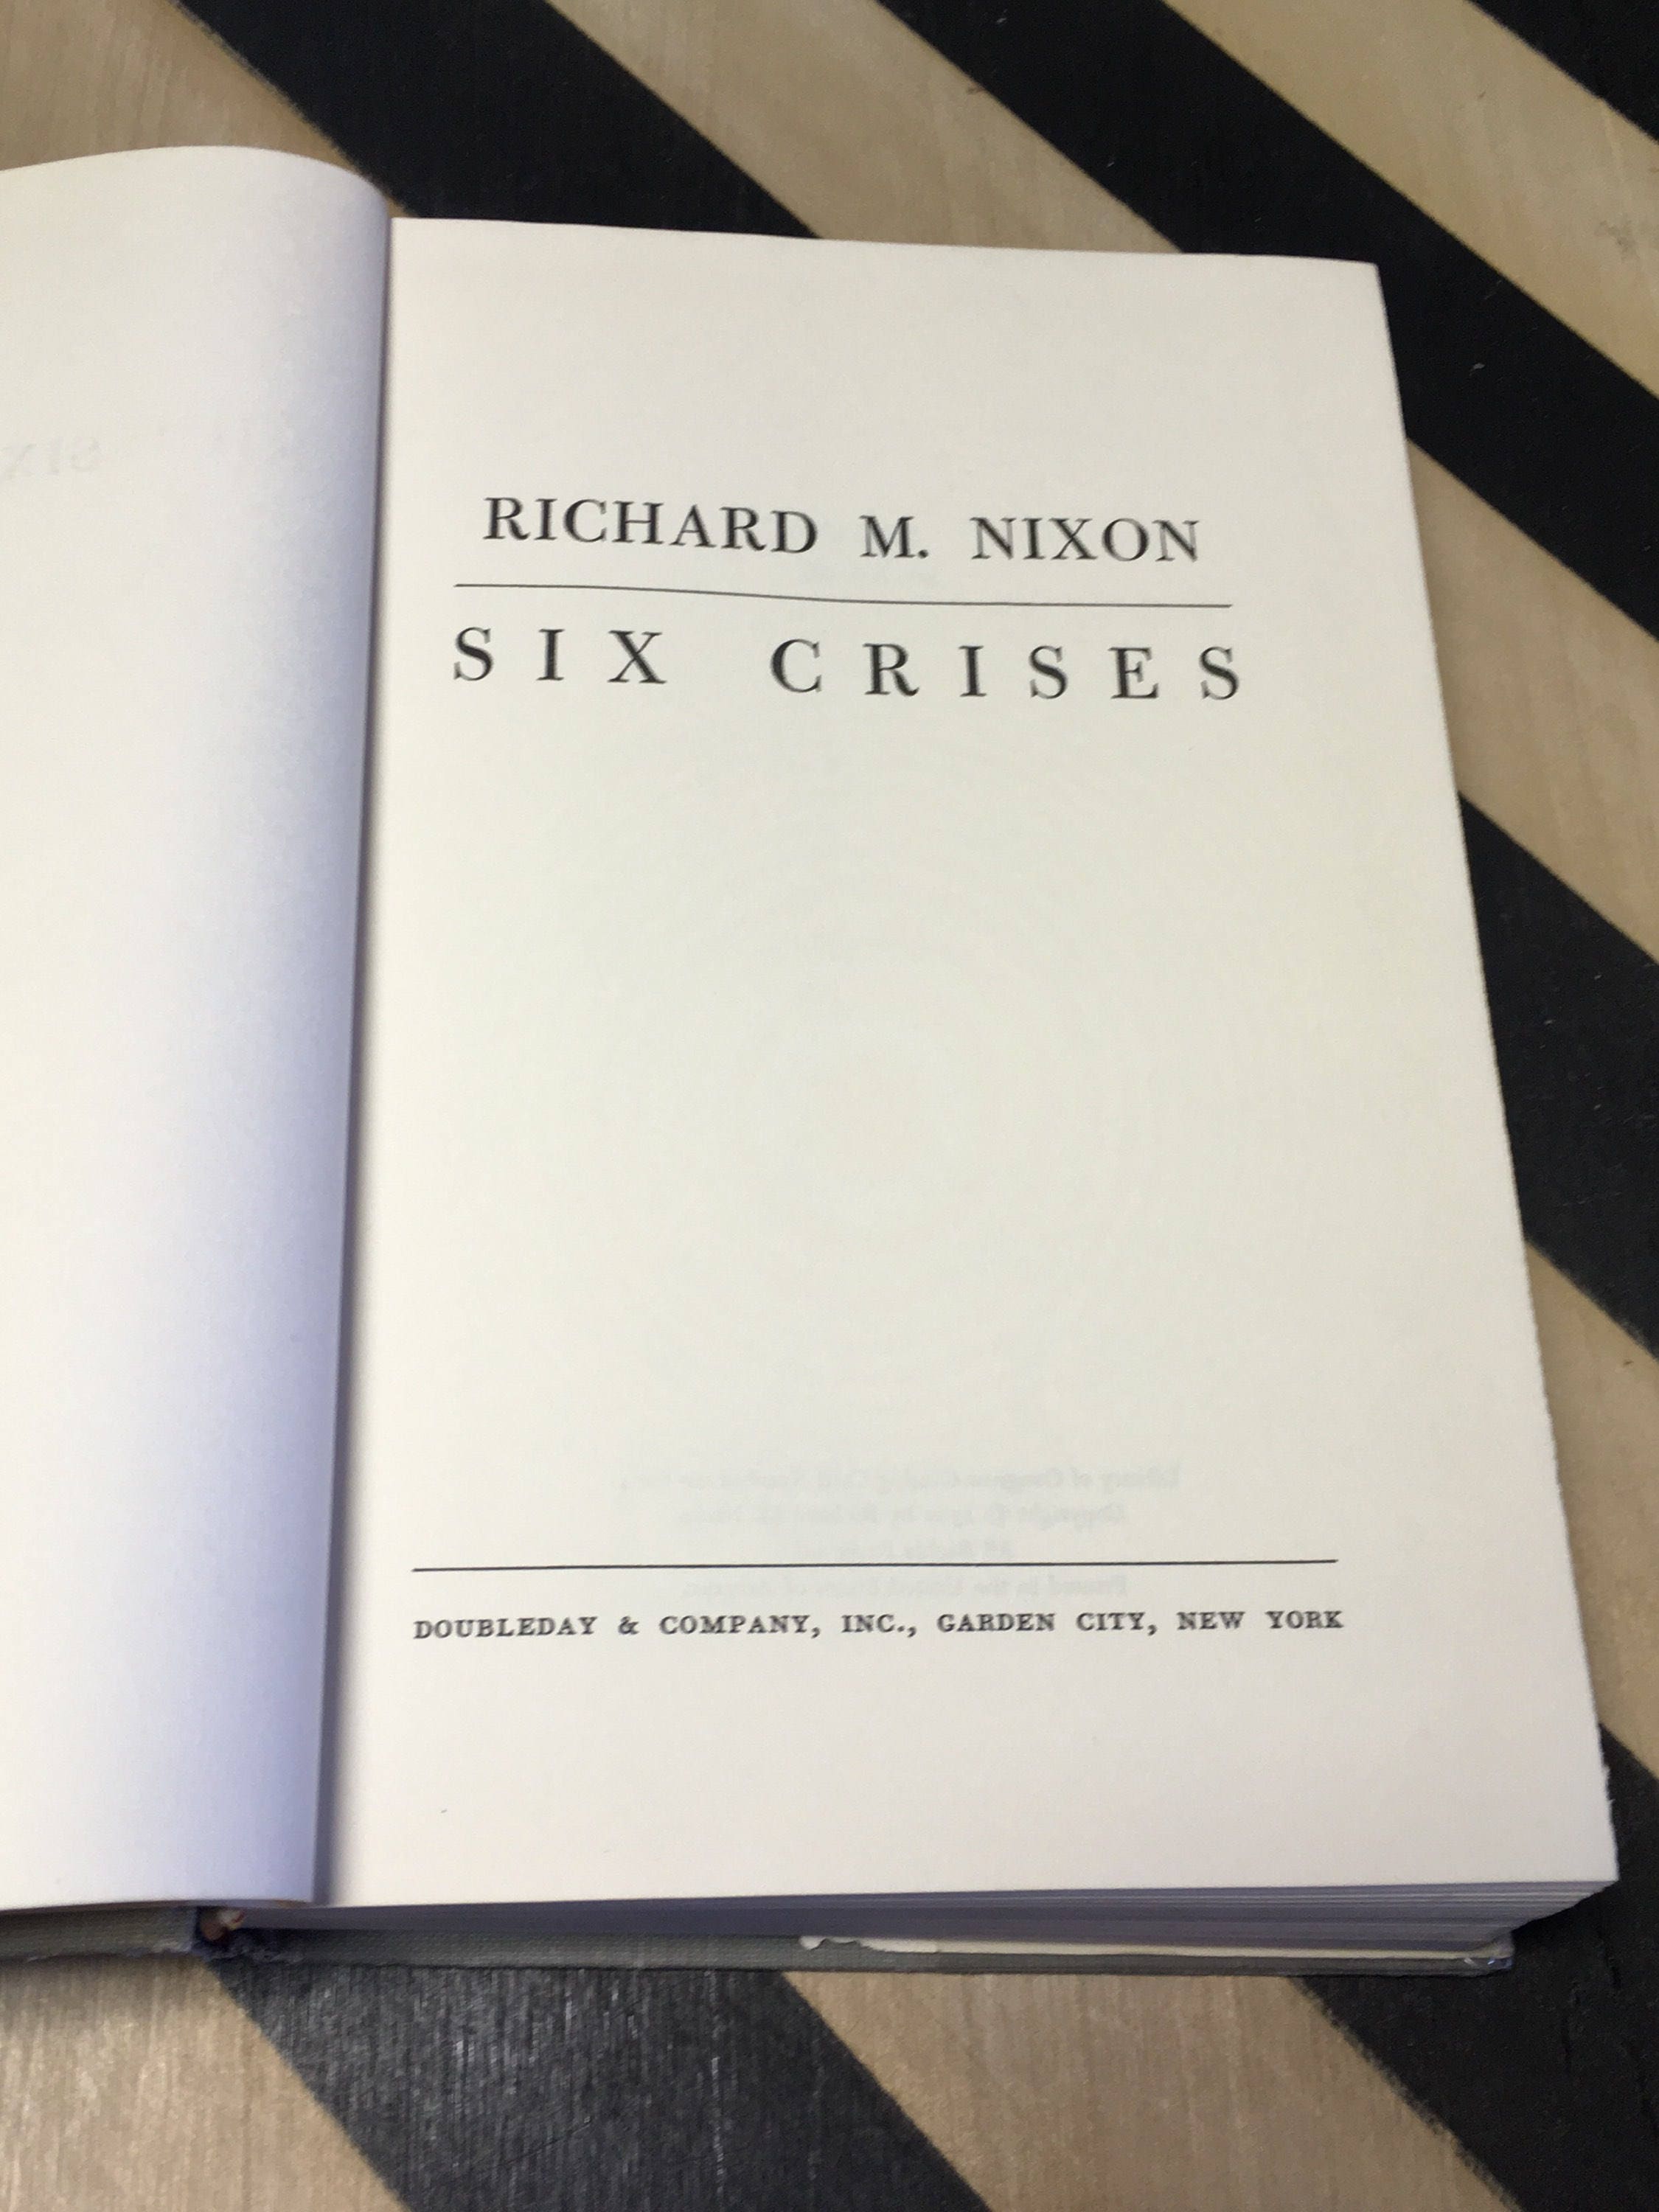 RICHARD M. NIXON
SIX CRISES
DOUBLEDAY & COMPANY, INC., GARDEN CITY, NEW YORK